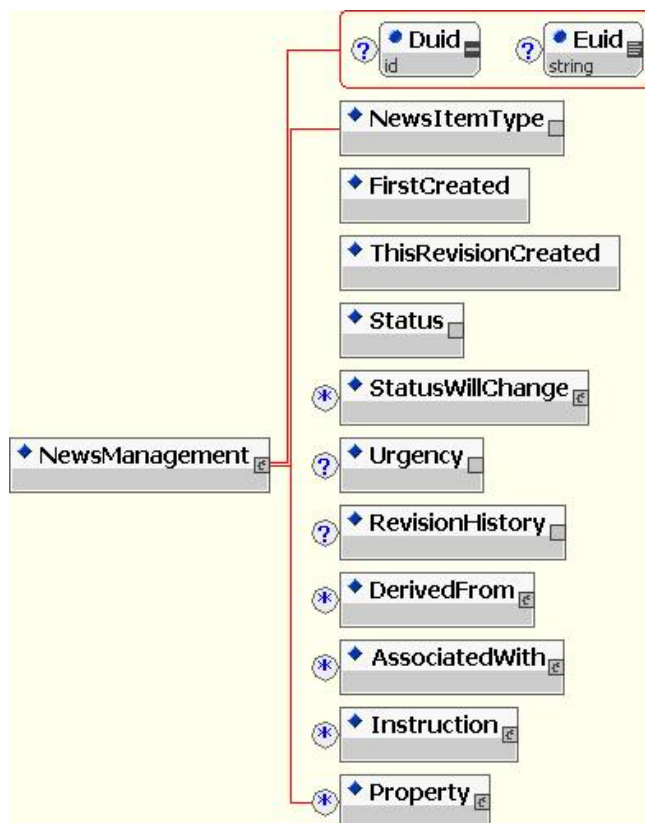 Duid
id
Euid
string
NewsItemType
FirstCreated
ThisRevisionCreated
Status
StatusWillChange
NewsManagement
Urgency
RevisionHistory
DerivedFrom
AssociatedWith
Instruction
Property